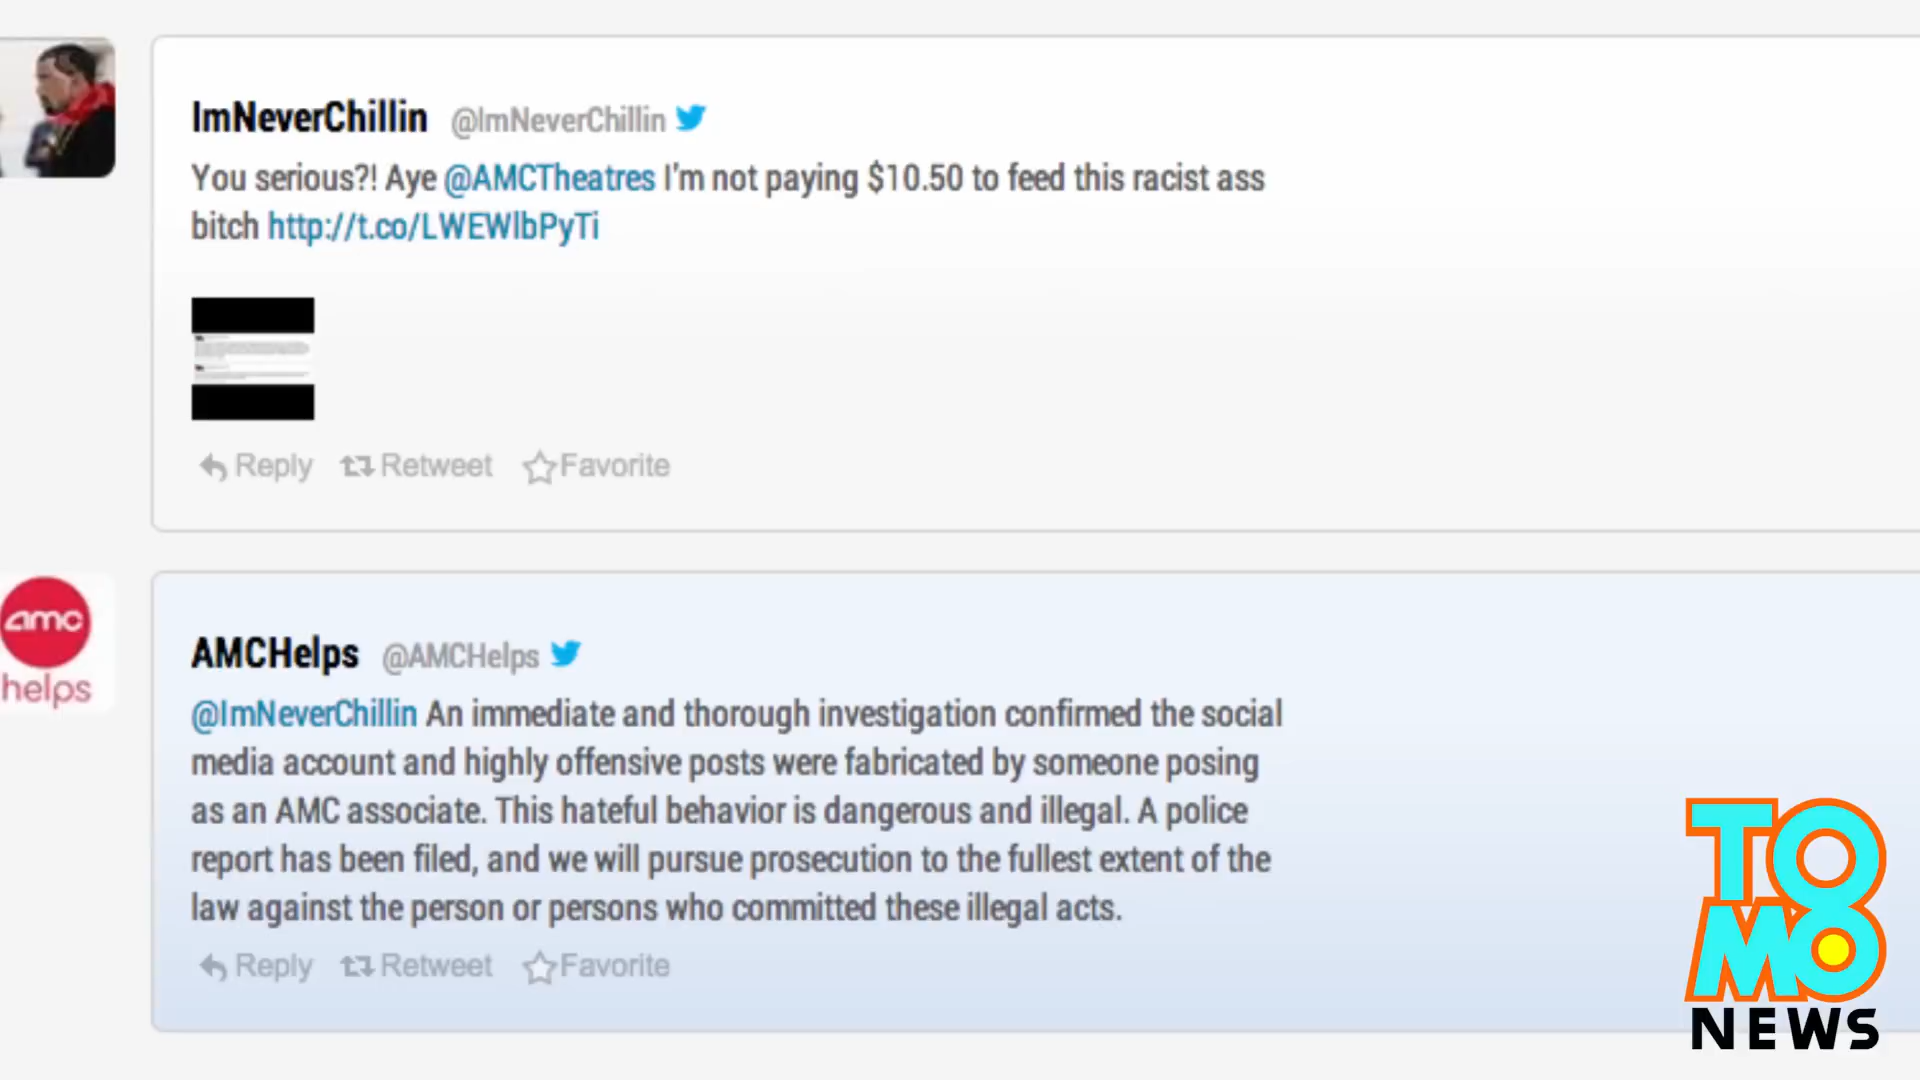 ImNeverChillin @ImNeverChillin
You serious?! Aye @AMCTheatres I'm not paying $10.50 to feed this racist ass
bitch http://t.co/LWEWlbPyTi
Reply Retweet Favorite
amc
helps
AMCHelps @AMCHelps
@ImNeverChillin An immediate and thorough investigation confirmed the social
media account and highly offensive posts were fabricated by someone posing
as an AMC associate. This hateful behavior is dangerous and illegal. A police
report has been filed, and we will pursue prosecution to the fullest extent of the
law against the person or persons who committed these illegal acts.
Reply Retweet Favorite
TOMO
NEWS